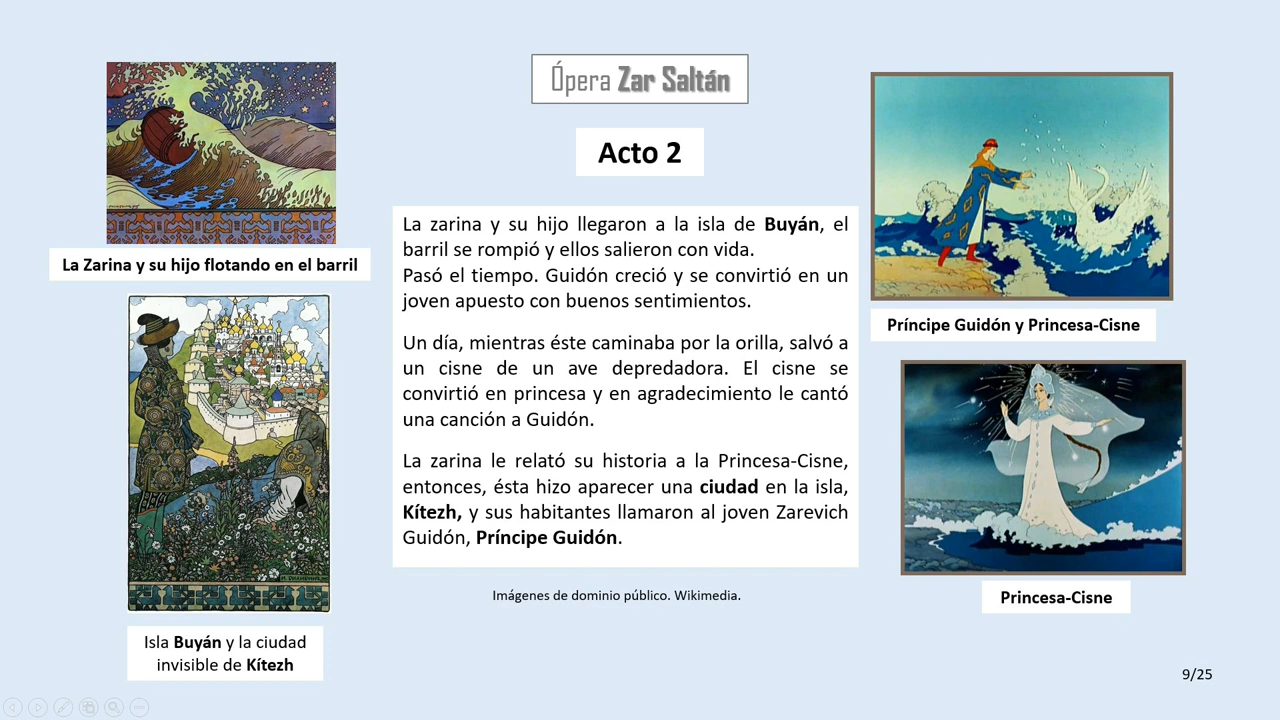 Ópera Zar Saltán
Acto 2
La Zarina y su hijo flotando en el barril
Isla Buyán y la ciudad
invisible de Kítezh
La zarina y su hijo llegaron a la isla de Buyán, el
barril se rompió y ellos salieron con vida.
Pasó el tiempo. Guidón creció y se convirtió en un
joven apuesto con buenos sentimientos.
Un día, mientras éste caminaba por la orilla, salvó a
un cisne de un ave depredadora. El cisne se
convirtió en princesa y en agradecimiento le cantó
una canción a Guidón.
La zarina le relató su historia a la Princesa-Cisne,
entonces, ésta hizo aparecer una ciudad en la isla,
Kítezh, y sus habitantes llamaron al joven Zarevich
Guidón, Príncipe Guidón.
Imágenes de dominio público. Wikimedia.
Príncipe Guidón y Princesa-Cisne
Princesa-Cisne
9/25